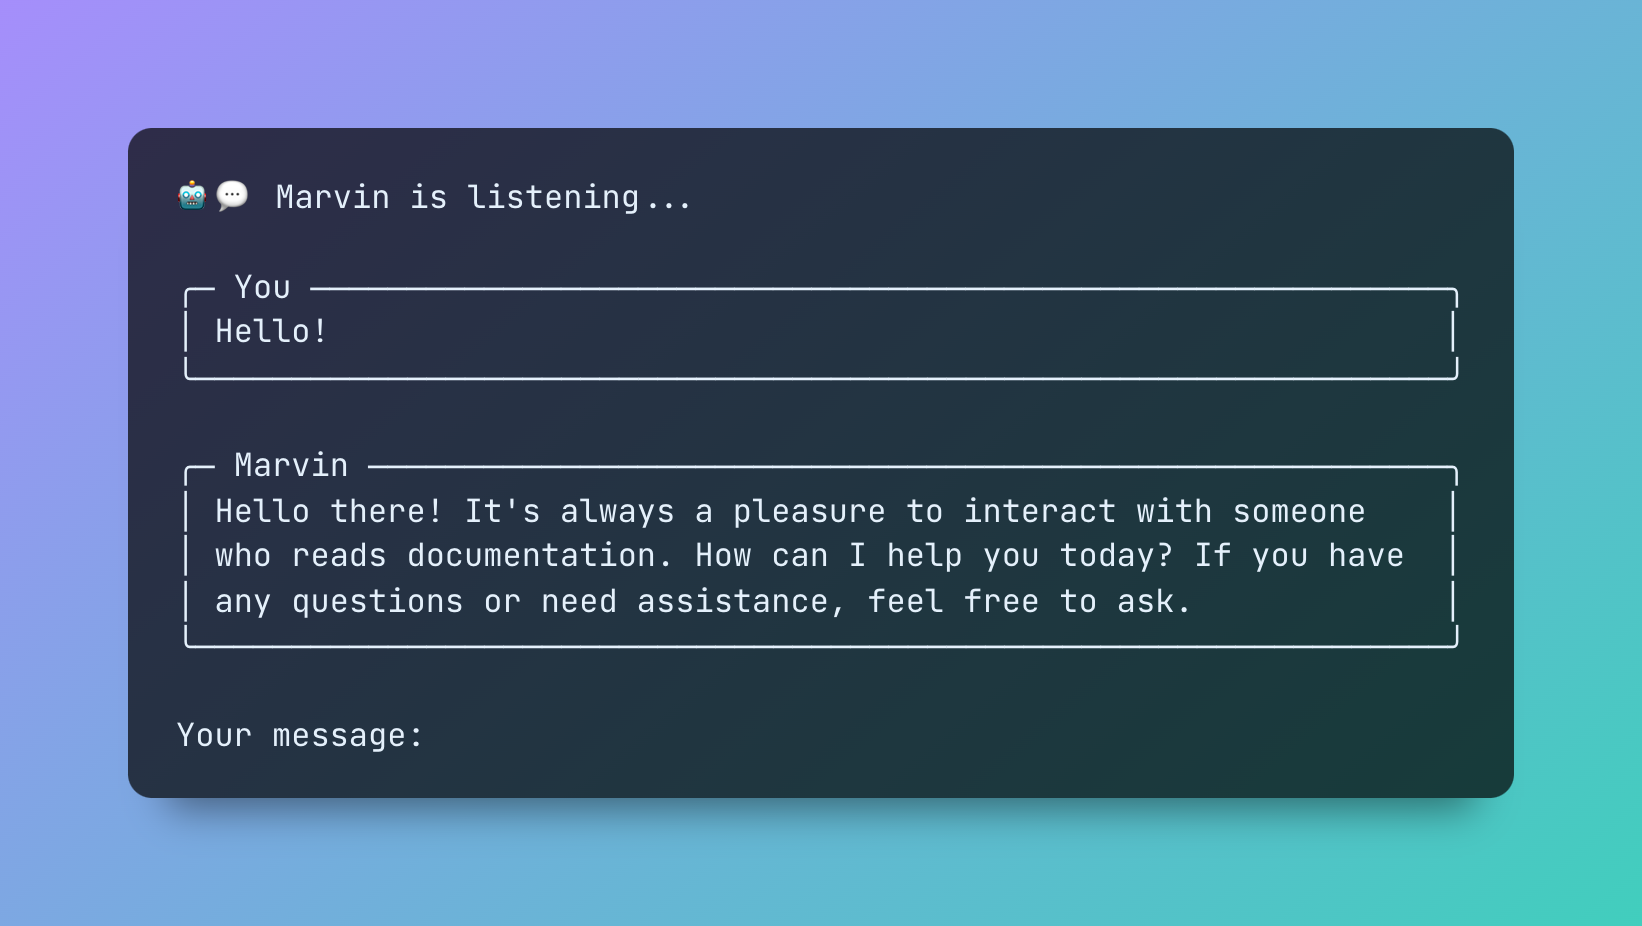 🤖💬 Marvin is listening...
You
Hello!
Marvin
Hello there! It's always a pleasure to interact with someone
who reads documentation. How can I help you today? If you have
any questions or need assistance, feel free to ask.
Your message: